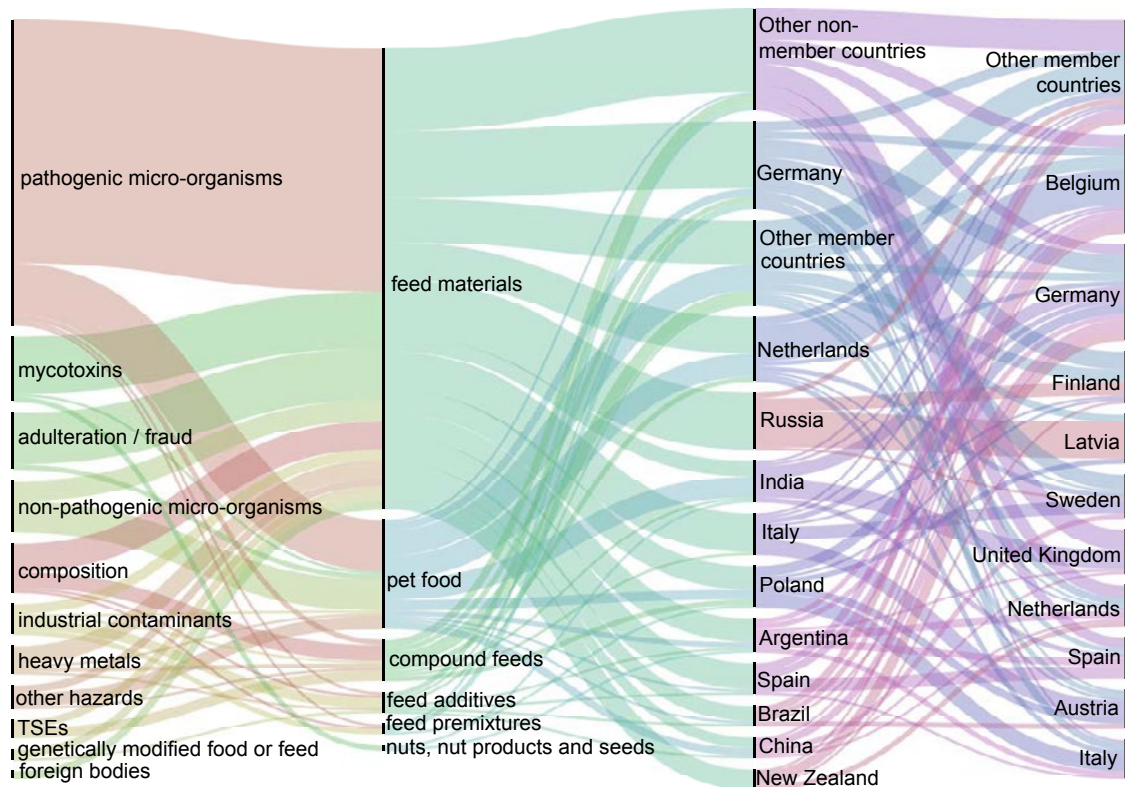 pathogenic micro-organisms
mycotoxins
adulteration / fraud
non-pathogenic micro-organisms
composition
industrial contaminants
heavy metals
other hazards
TSEs
genetically modified food or feed
foreign bodies
feed materials
pet food
compound feeds
feed additives
feed premixtures
nuts, nut products and seeds
Other non-
member countries
Germany
Other member
countries
Netherlands
Russia
India
Italy
Poland
Argentina
Spain
Brazil
China
New Zealand
Other member
countries
Belgium
Germany
Finland
Latvia
Sweden
United Kingdom
Netherlands
Spain
Austria
Italy